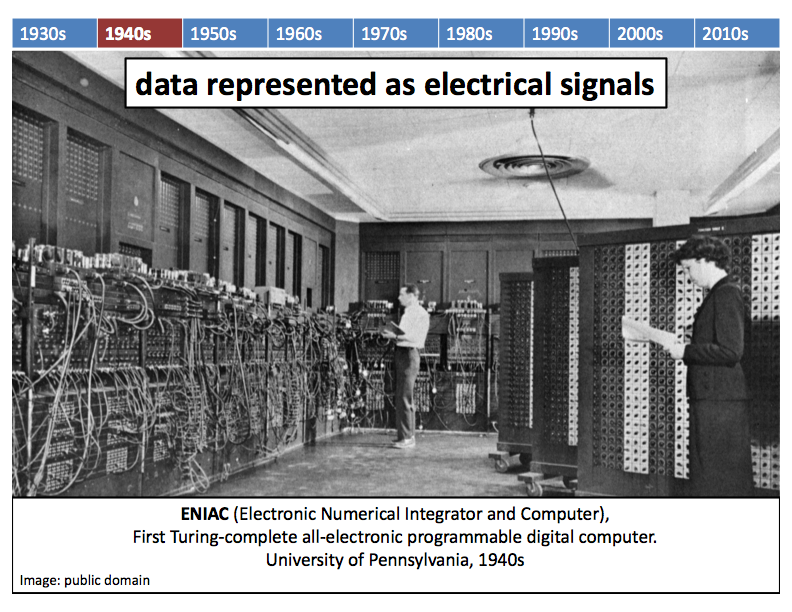 1930s 1940s 1950s 1960s 1970s 1980s 1990s 2000s 2010s
data represented as electrical signals
ENIAC (Electronic Numerical Integrator and Computer),
First Turing-complete all-electronic programmable digital computer.
University of Pennsylvania, 1940s
Image: public domain